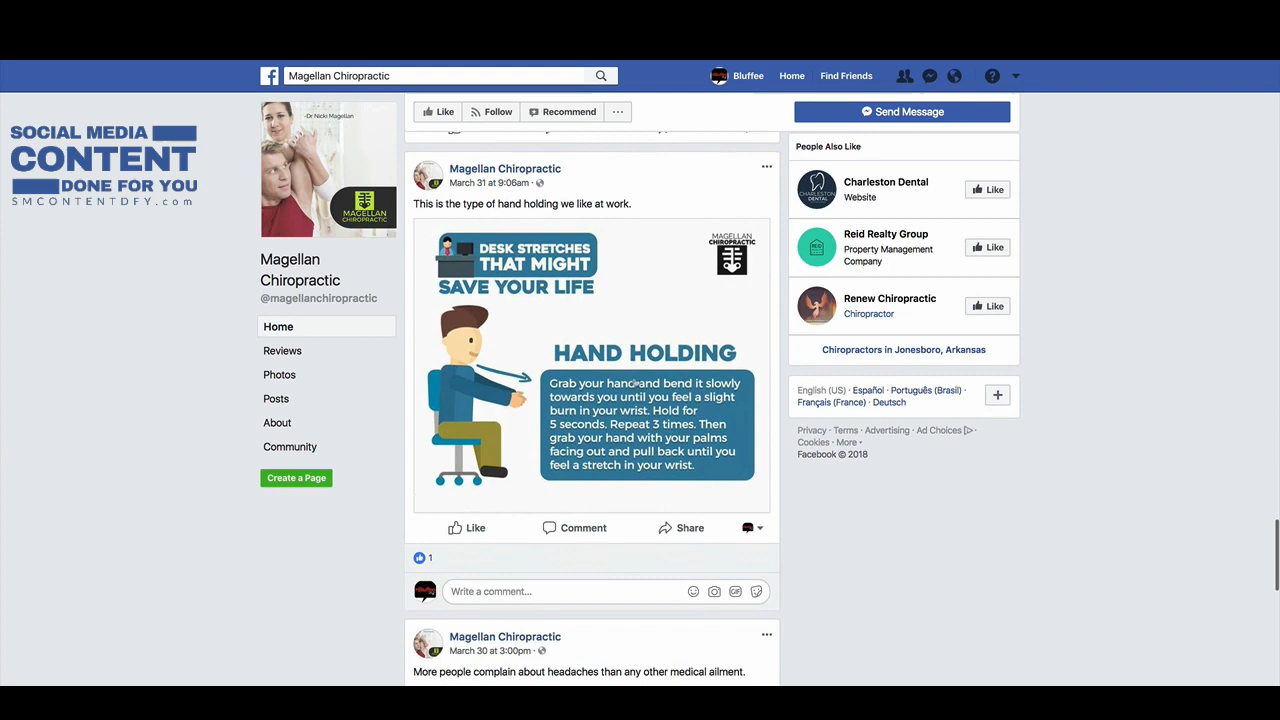 Magellan Chiropractic
Bluffee
Home
Find Friends
SOCIAL MEDIA
CONTENT
DONE FOR YOU
SMCONTENTDFY.com
-Dr Nicki Magellan
MAGELLAN
CHIROPRACTIC
Magellan
Chiropractic
@magellanchiropractic
Home
Reviews
Photos
Posts
About
Community
Create a Page
Like
Follow
Recommend
Send Message
Magellan Chiropractic
March 31 at 9:06am ·
This is the type of hand holding we like at work.
DESK STRETCHES
THAT MIGHT
SAVE YOUR LIFE
MAGELLAN
CHIROPRACTIC
HAND HOLDING
Grab your hand and bend it slowly
towards you until you feel a slight
burn in your wrist. Hold for
5 seconds. Repeat 3 times. Then
grab your hand with your palms
facing out and pull back until you
feel a stretch in your wrist.
Like
Comment
Share
1
Write a comment...
GIF
Magellan Chiropractic
March 30 at 3:00pm ·
More people complain about headaches than any other medical ailment.
People Also Like
CHARLESTON
DENTAL
Charleston Dental
Website
Like
REID
Reid Realty Group
Property Management
Company
Like
Renew Chiropractic
Chiropractor
Like
Chiropractors in Jonesboro, Arkansas
English (US) · Español · Português (Brasil) ·
Français (France) · Deutsch
Privacy · Terms · Advertising · Ad Choices ·
Cookies · More
Facebook © 2018